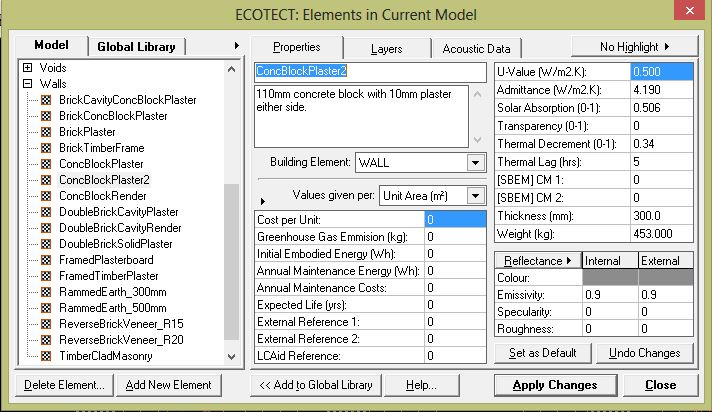 ECOTECT: Elements in Current Model
Model Global Library
Voids
Walls
BrickCavityConcBlockPlaster
BrickConcBlockPlaster
BrickPlaster
BrickTimberFrame
ConcBlockPlaster
ConcBlockPlaster2
ConcBlockRender
DoubleBrickCavityPlaster
DoubleBrickCavityRender
DoubleBrickSolidPlaster
FramedPlasterboard
FramedTimberPlaster
RammedEarth_300mm
RammedEarth_500mm
ReverseBrickVeneer_R15
ReverseBrickVeneer_R20
TimberCladMasonry
Delete Element... Add New Element
Properties Layers Acoustic Data
ConcBlockPlaster2
110mm concrete block with 10mm plaster
either side.
Building Element: WALL
Values given per: Unit Area (m²)
Cost per Unit: 0
Greenhouse Gas Emmision (kg): 0
Initial Embodied Energy (Wh): 0
Annual Maintenance Energy (Wh): 0
Annual Maintenance Costs: 0
Expected Life (yrs): 0
External Reference 1: 0
External Reference 2: 0
LCAid Reference: 0
<< Add to Global Library Help...
No Highlight
U-Value (W/m2.K): 0.500
Admittance (W/m2.K): 4.190
Solar Absorption (0-1): 0.506
Transparency (0-1): 0
Thermal Decrement (0-1): 0.34
Thermal Lag (hrs): 5
[SBEM] CM 1: 0
[SBEM] CM 2: 0
Thickness (mm): 300.0
Weight (kg): 453.000
Reflectance Internal External
Colour:
Emissivity: 0.9 0.9
Specularity: 0 0
Roughness: 0 0
Set as Default Undo Changes
Apply Changes Close